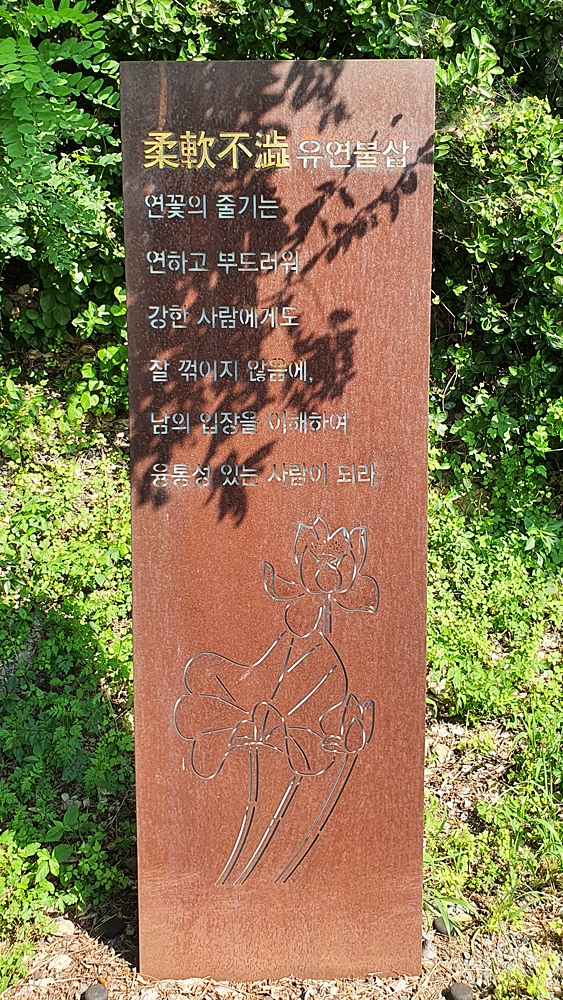 柔軟不澁 유연불삽
연꽃의 줄기는
연하고 부드러워
강한 사람에게도
잘 꺾이지 않음에,
남의 입장을 이해하여
융통성 있는 사람이 되라